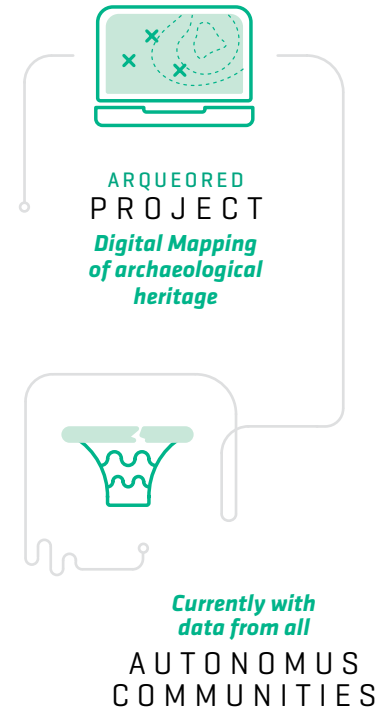 ARQUEORED
PROJECT
Digital Mapping
of archaeological
heritage
Currently with
data from all
AUTONOMUS
COMMUNITIES